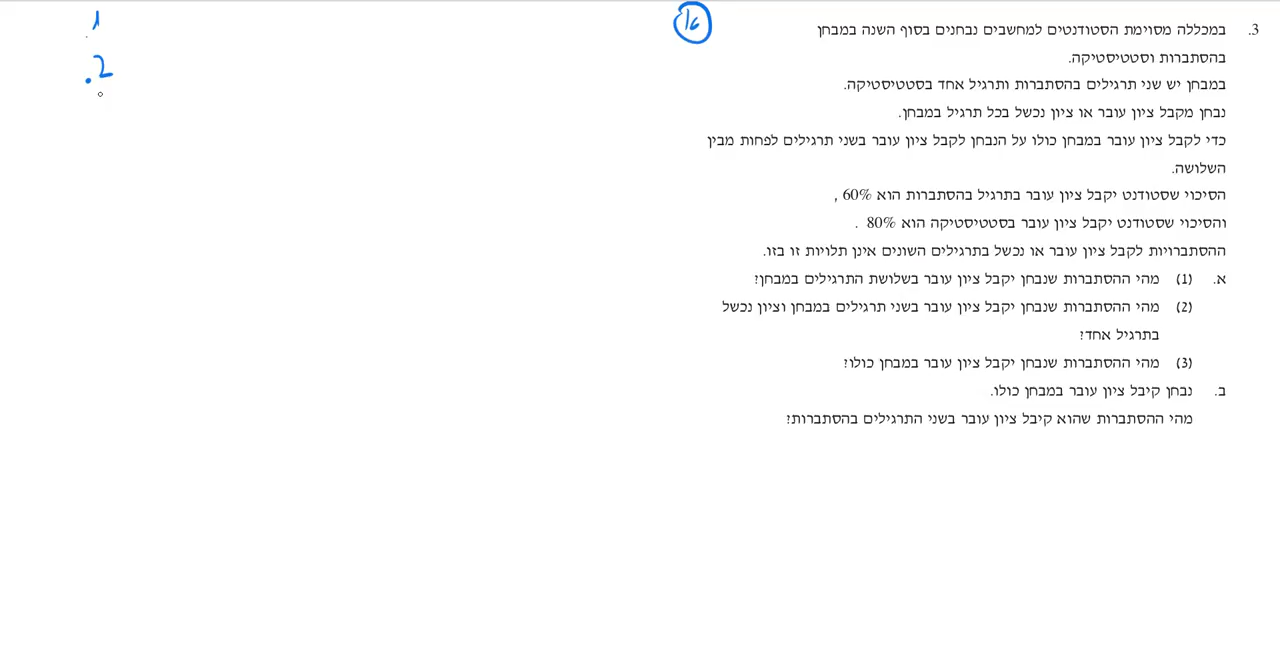 3. במכללה מסוימת הסטודנטים למחשבים נבחנים בסוף השנה במבחן
בהסתברות וסטטיסטיקה.
במבחן יש שני תרגילים בהסתברות ותרגיל אחד בסטטיסטיקה.
נבחן מקבל ציון עובר או ציון נכשל בכל תרגיל במבחן.
כדי לקבל ציון עובר במבחן כולו על הנבחן לקבל ציון עובר בשני תרגילים לפחות מבין
השלושה.
הסיכוי שסטודנט יקבל ציון עובר בתרגיל בהסתברות הוא 60% ,
והסיכוי שסטודנט יקבל ציון עובר בסטטיסטיקה הוא 80% .
ההסתברויות לקבל ציון עובר או נכשל בתרגילים השונים אינן תלויות זו בזו.
א. (1) מהי ההסתברות שנבחן יקבל ציון עובר בשלושת התרגילים במבחן?
(2) מהי ההסתברות שנבחן יקבל ציון עובר בשני תרגילים במבחן וציון נכשל
בתרגיל אחד?
(3) מהי ההסתברות שנבחן יקבל ציון עובר במבחן כולו?
ב. נבחן קיבל ציון עובר במבחן כולו.
מהי ההסתברות שהוא קיבל ציון עובר בשני התרגילים בהסתברות?
1
.2